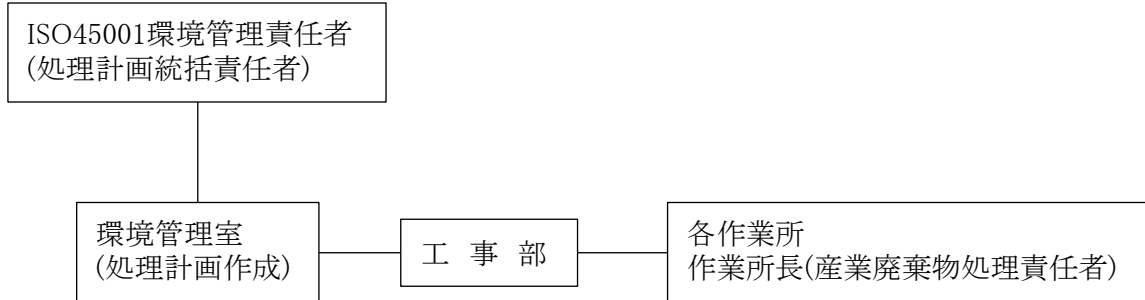 ISO45001環境管理責任者
(処理計画統括責任者)
環境管理室
(処理計画作成)
工 事 部
各作業所
作業所長(産業廃棄物処理責任者)